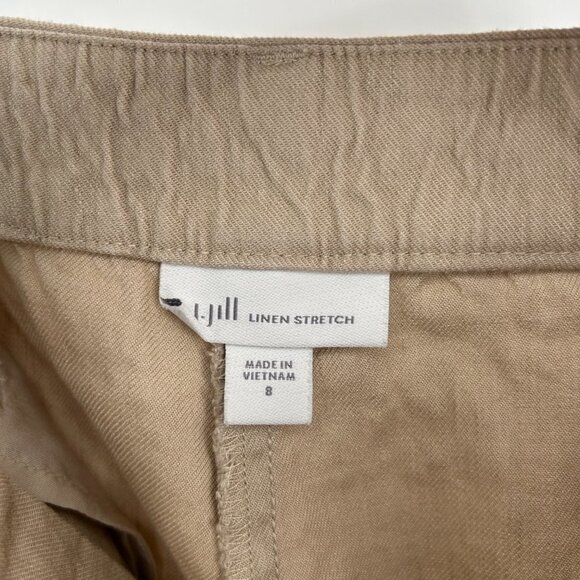 J.Jill LINEN STRETCH
MADE IN
VIETNAM
8